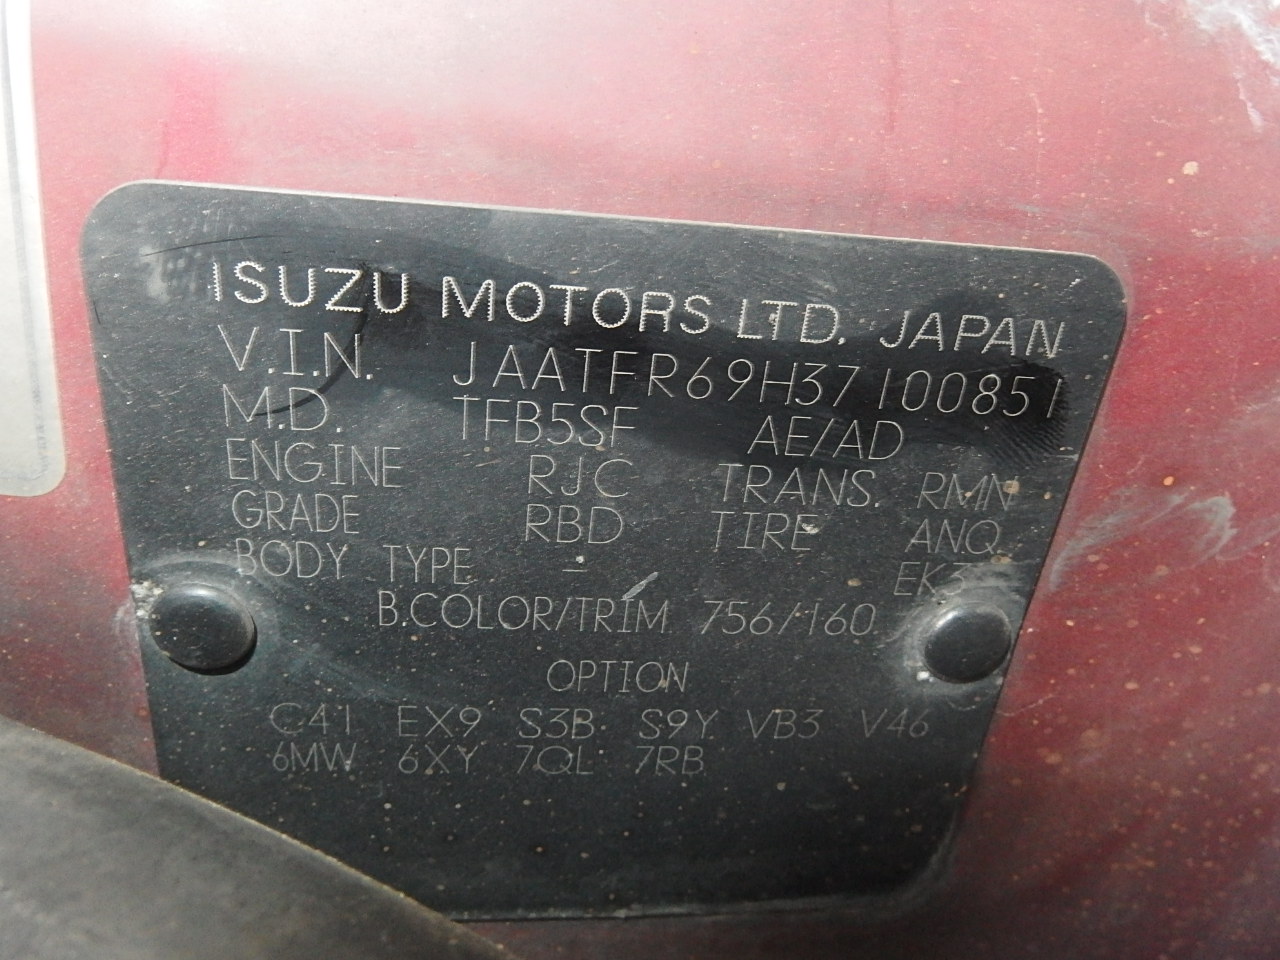 ISUZU MOTORS LTD. JAPAN
V.I.N. JAATFR69H37100851
M.D. TFB5SF AE/AD
ENGINE RJC TRANS. RMN
GRADE RBD TIRE ANQ
BODY TYPE –
B.COLOR/TRIM 756/160
OPTION
C41 EX9 S3B S9Y VB3 V46
6MW 6XY 7QL 7RB